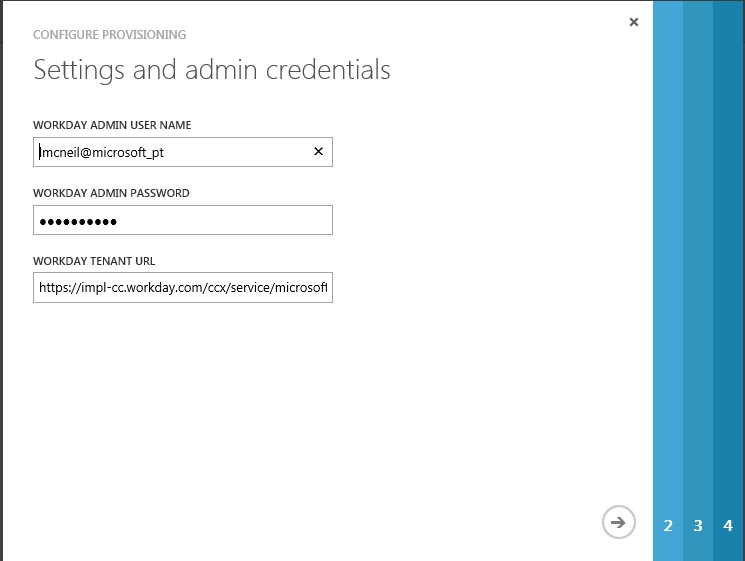 CONFIGURE PROVISIONING
Settings and admin credentials
WORKDAY ADMIN USER NAME
lmcneil@microsoft_pt
WORKDAY ADMIN PASSWORD
●●●●●●●●●●
WORKDAY TENANT URL
https://impl-cc.workday.com/ccx/service/microsoft
2 3 4